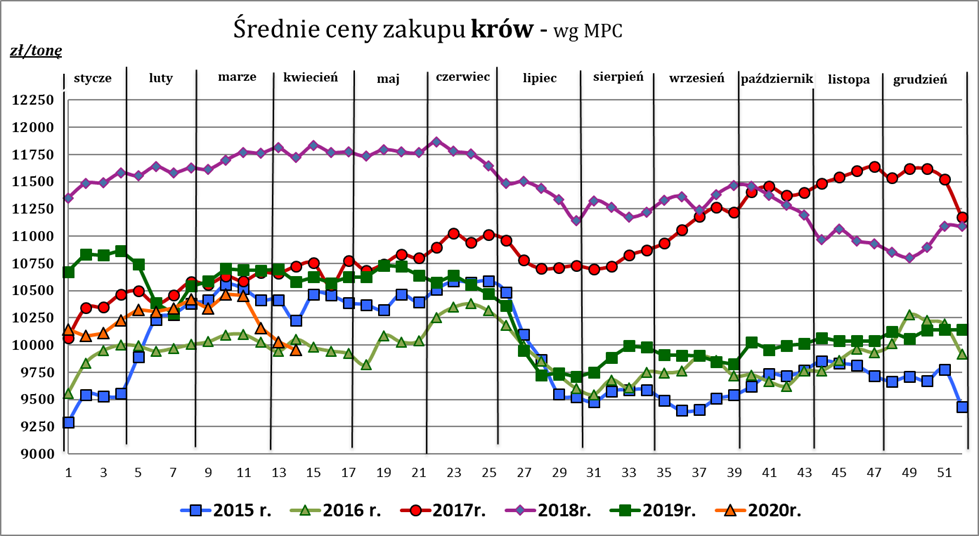 Średnie ceny zakupu krów - wg MPC
zł/tonę
stycze luty marze kwiecień maj czerwiec lipiec sierpień wrzesień październik listopa grudzień
12250
12000
11750
11500
11250
11000
10750
10500
10250
10000
9750
9500
9250
9000
1 3 5 7 9 11 13 15 17 19 21 23 25 27 29 31 33 35 37 39 41 43 45 47 49 51
2015 r. 2016 r. 2017r. 2018r. 2019r. 2020r.